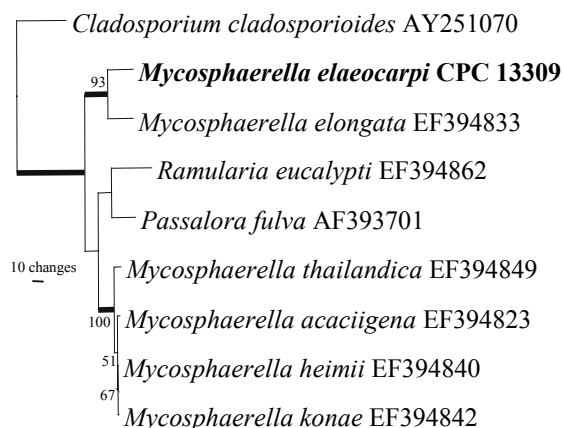 Cladosporium cladosporioides AY251070
93
Mycosphaerella elaeocarpi CPC 13309
Mycosphaerella elongata EF394833
Ramularia eucalypti EF394862
Passalora fulva AF393701
10 changes
Mycosphaerella thailandica EF394849
100
Mycosphaerella acaciigena EF394823
51
Mycosphaerella heimii EF394840
67
Mycosphaerella konae EF394842